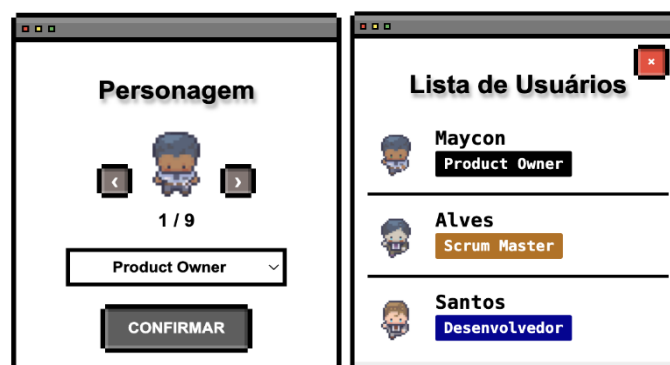 Personagem
‹
›
1 / 9
Product Owner
CONFIRMAR
×
Lista de Usuários
Maycon
Product Owner
Alves
Scrum Master
Santos
Desenvolvedor